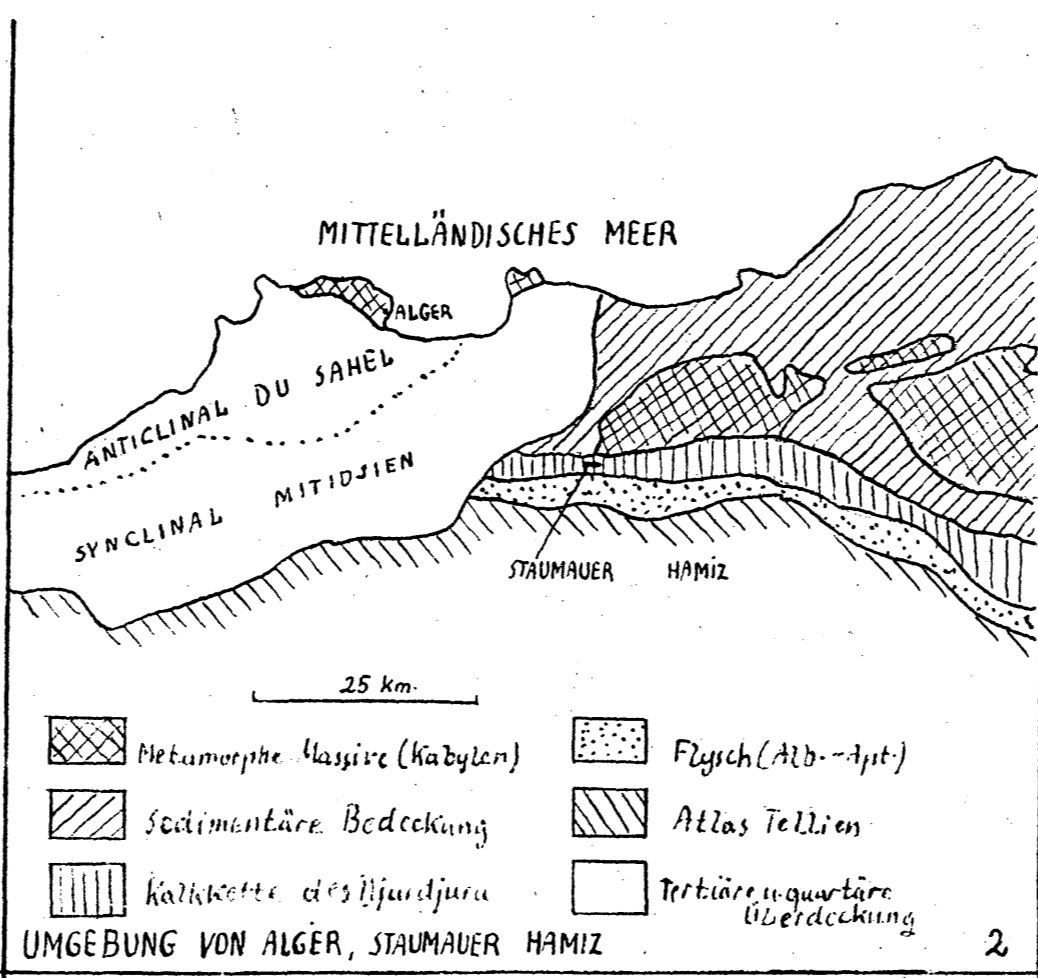 MITTELLÄNDISCHES MEER
ALGER
ANTICLINAL DU SAHEL
SYNCLINAL MITIDJIEN
STAUMAUER HAMIZ
25 km.
Metamorphe Massive (Kabylen)
Sedimentäre Bedeckung
Kalkkette des Djurdjura
Flysch (Alb.-Apt.)
Atlas Tellien
Tertiäre u. quartäre
Überdeckung
UMGEBUNG VON ALGER, STAUMAUER HAMIZ
2